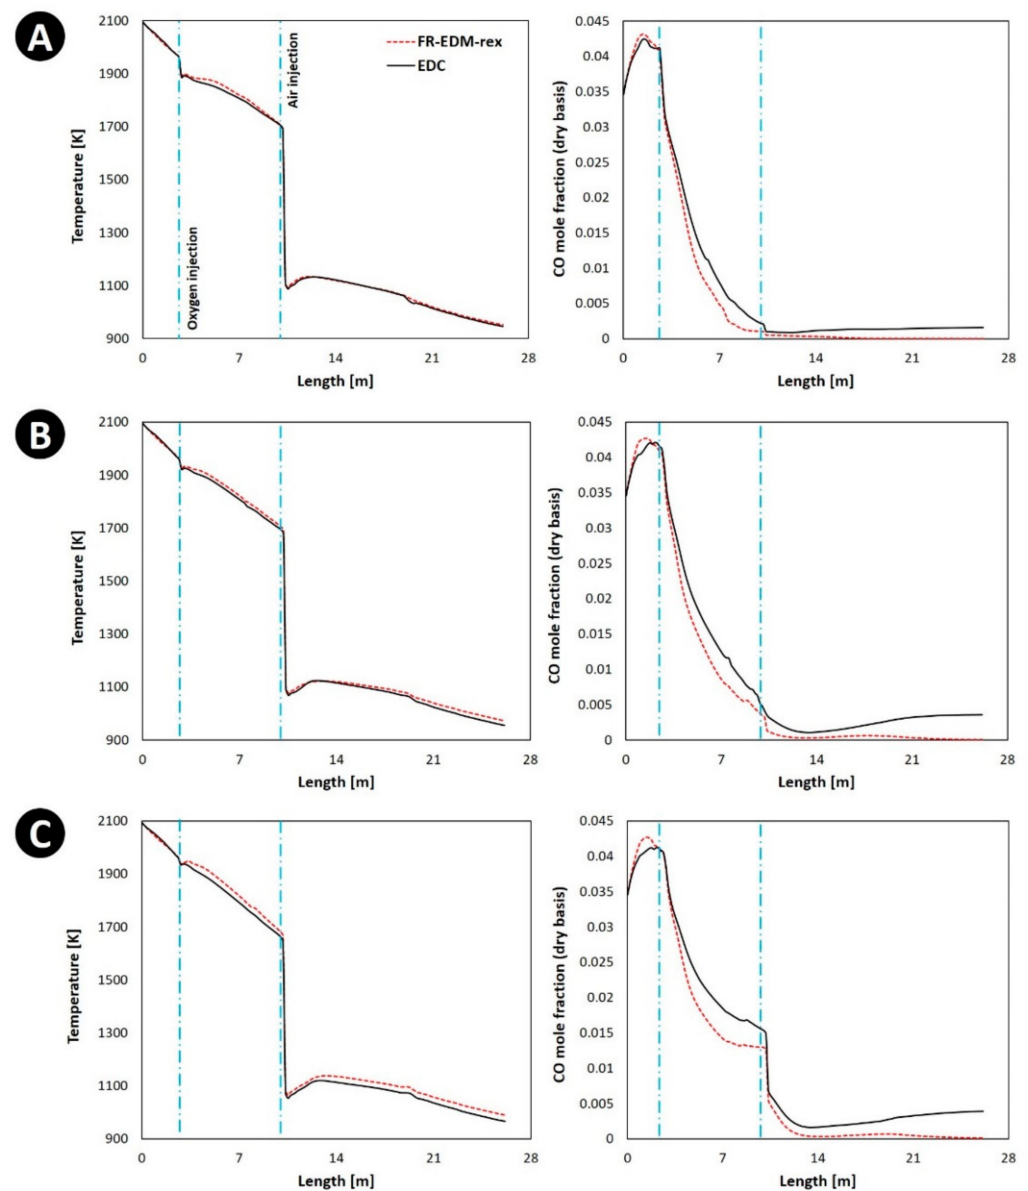 A
2100
1900
1700
1500
1300
1100
900
Temperature [K]
0 7 14 21 28
Length [m]
Oxygen injection
Air injection
FR-EDM-rex
EDC
0.045
0.04
0.035
0.03
0.025
0.02
0.015
0.01
0.005
0
CO mole fraction (dry basis)
0 7 14 21 28
Length [m]
B
2100
1900
1700
1500
1300
1100
900
Temperature [K]
0 7 14 21 28
Length [m]
0.045
0.04
0.035
0.03
0.025
0.02
0.015
0.01
0.005
0
CO mole fraction (dry basis)
0 7 14 21 28
Length [m]
C
2100
1900
1700
1500
1300
1100
900
Temperature [K]
0 7 14 21 28
Length [m]
0.045
0.04
0.035
0.03
0.025
0.02
0.015
0.01
0.005
0
CO mole fraction (dry basis)
0 7 14 21 28
Length [m]